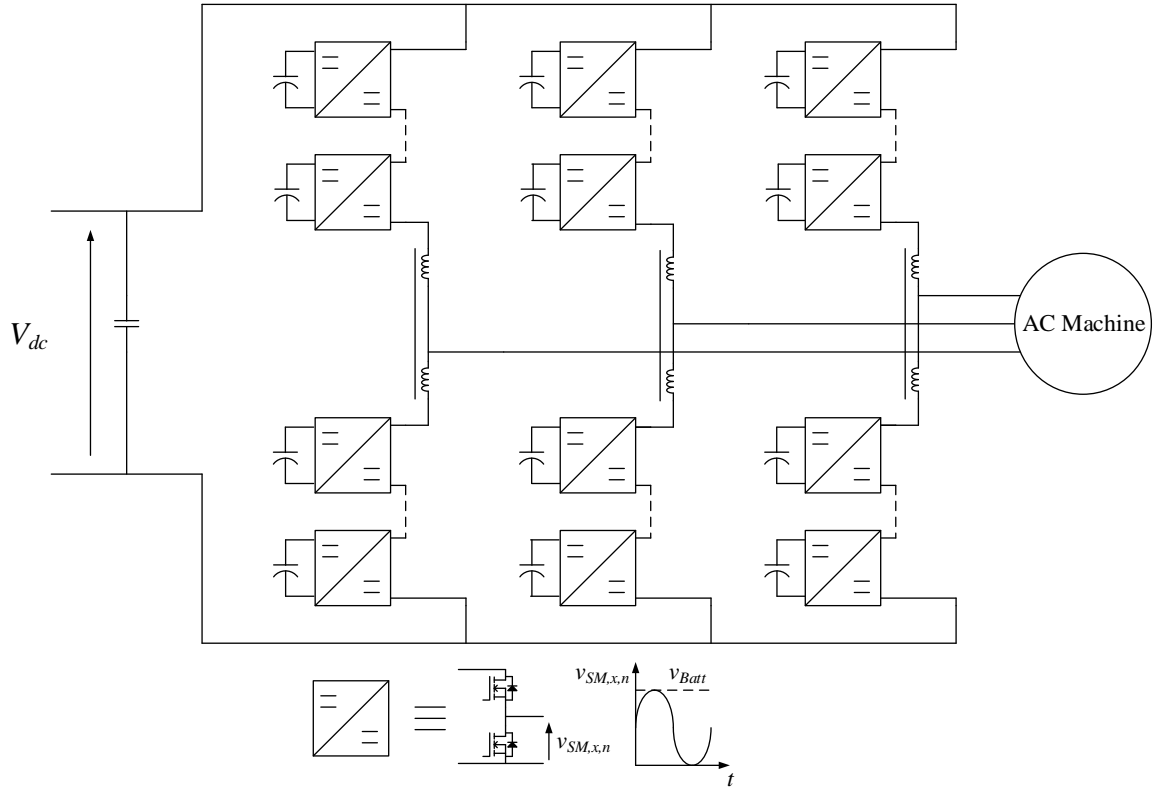 V_dc
AC Machine
v_SM,x,n
v_SM,x,n
v_Batt
t